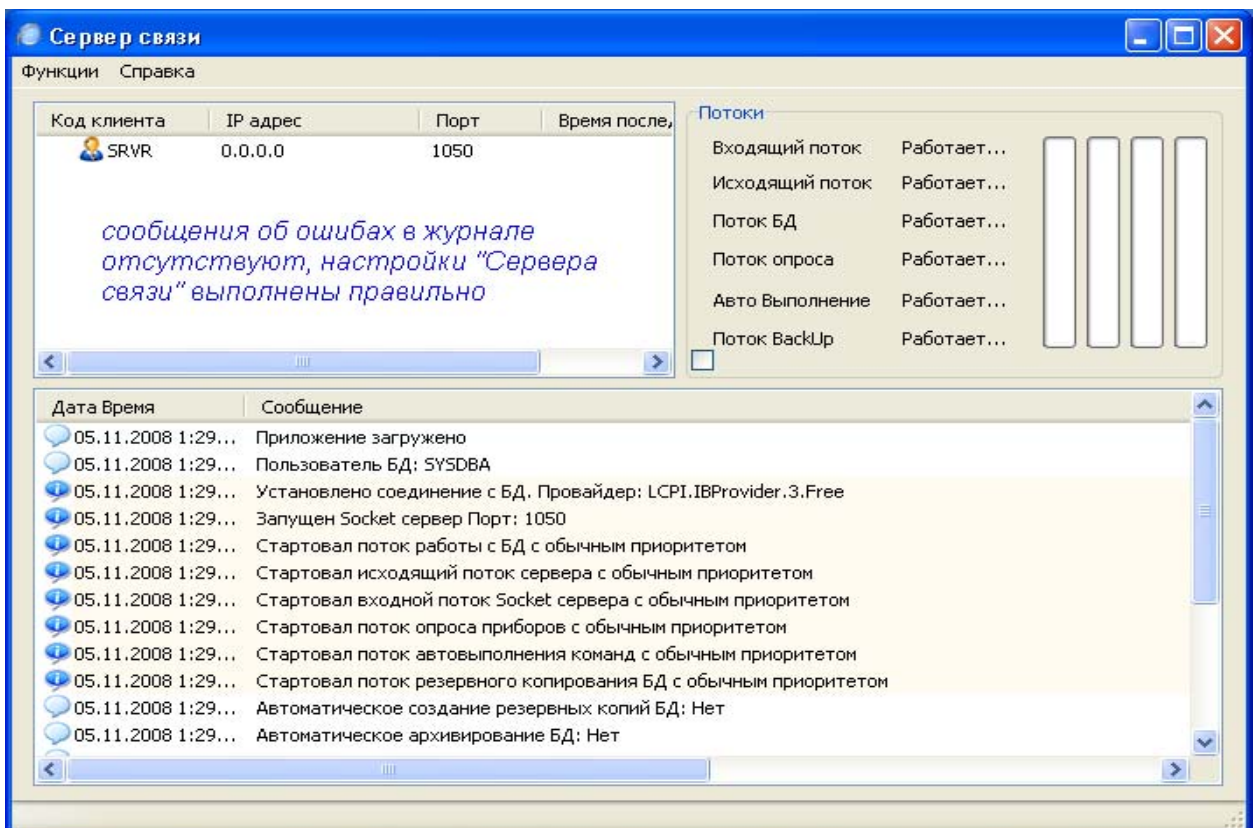 Сервер связи
Функции Справка
Код клиента IP адрес Порт Время после,
SRVR 0.0.0.0 1050
сообщения об ошибах в журнале
отсутствуют, настройки "Сервера
связи" выполнены правильно
Потоки
Входящий поток Работает...
Исходящий поток Работает...
Поток БД Работает...
Поток опроса Работает...
Авто Выполнение Работает...
Поток BackUp Работает...
Дата Время Сообщение
05.11.2008 1:29... Приложение загружено
05.11.2008 1:29... Пользователь БД: SYSDBA
05.11.2008 1:29... Установлено соединение с БД. Провайдер: LCPI.IBProvider.3.Free
05.11.2008 1:29... Запущен Socket сервер Порт: 1050
05.11.2008 1:29... Стартовал поток работы с БД с обычным приоритетом
05.11.2008 1:29... Стартовал исходящий поток сервера с обычным приоритетом
05.11.2008 1:29... Стартовал входной поток Socket сервера с обычным приоритетом
05.11.2008 1:29... Стартовал поток опроса приборов с обычным приоритетом
05.11.2008 1:29... Стартовал поток автовыполнения команд с обычным приоритетом
05.11.2008 1:29... Стартовал поток резервного копирования БД с обычным приоритетом
05.11.2008 1:29... Автоматическое создание резервных копий БД: Нет
05.11.2008 1:29... Автоматическое архивирование БД: Нет